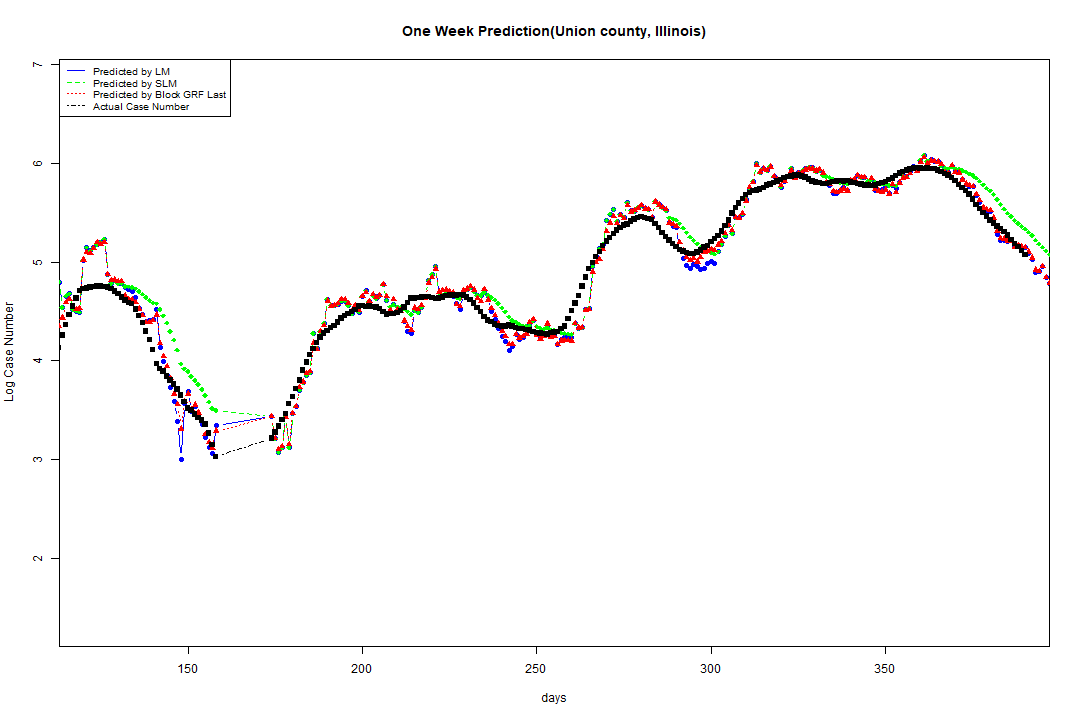 One Week Prediction(Union county, Illinois)
Predicted by LM
Predicted by SLM
Predicted by Block GRF Last
Actual Case Number
7
6
5
4
3
2
Log Case Number
150 200 250 300 350
days